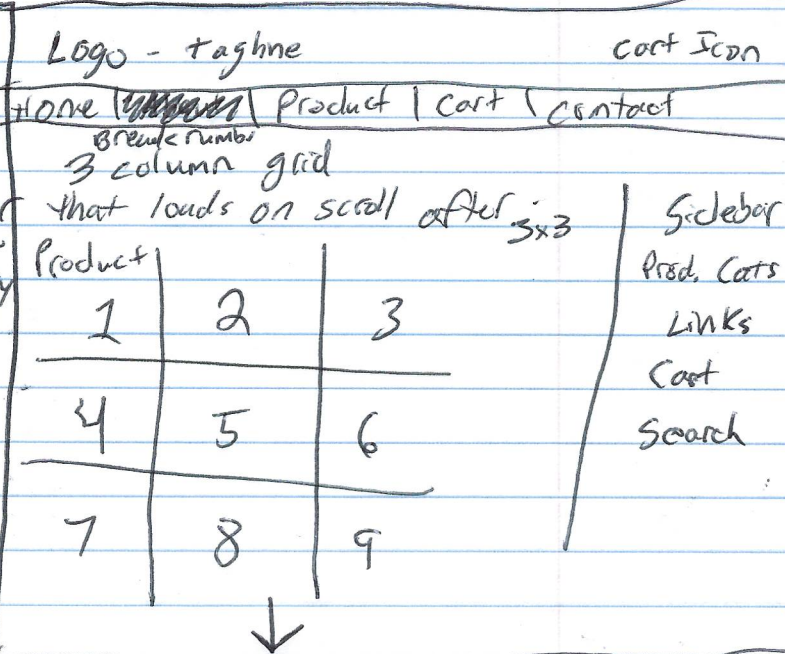 Logo - tagline Cart Icon
Home | Product | Cart | Contact
3 column grid
that loads on scroll after 3x3
Sidebar
Product
Prod. Cats
1 2 3
Links
Cart
4 5 6
Search
7 8 9